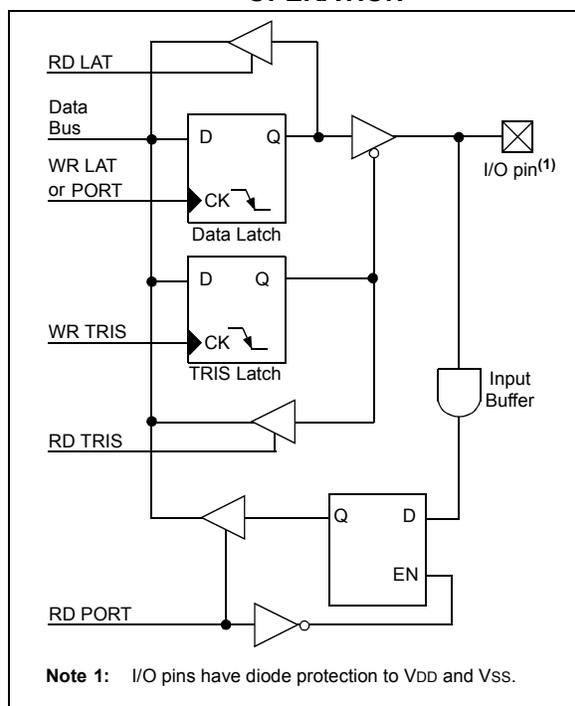 OPERATION
RD LAT
Data
Bus
WR LAT
or PORT
D Q
CK
Data Latch
I/O pin(1)
D Q
WR TRIS
CK
TRIS Latch
Input
Buffer
RD TRIS
Q D
EN
RD PORT
Note 1: I/O pins have diode protection to VDD and VSS.